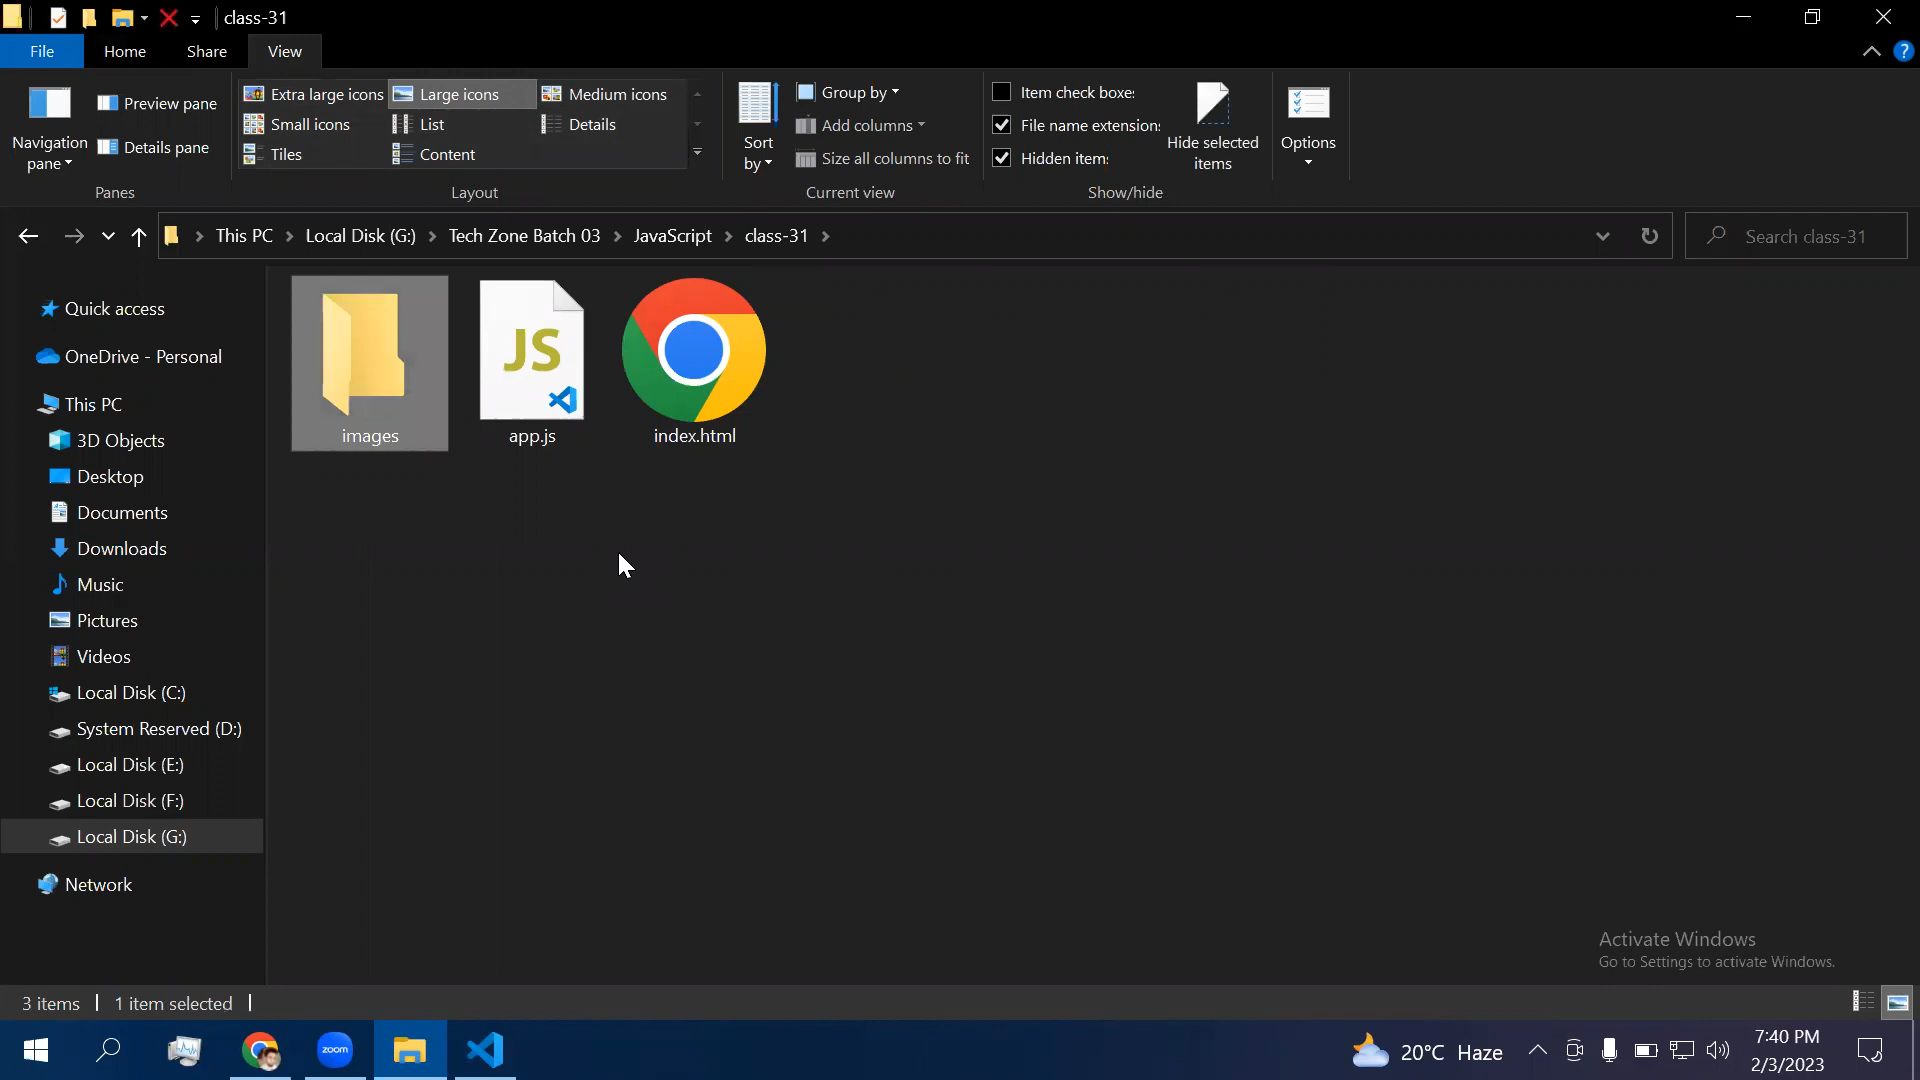 class-31
File Home Share View
Navigation pane
Preview pane
Details pane
Panes
Extra large icons Large icons Medium icons
Small icons List Details
Tiles Content
Layout
Sort by
Group by
Add columns
Size all columns to fit
Current view
Item check boxes
File name extensions
Hidden items
Hide selected items
Show/hide
Options
This PC Local Disk (G:) Tech Zone Batch 03 JavaScript class-31
Search class-31
Quick access
OneDrive - Personal
This PC
3D Objects
Desktop
Documents
Downloads
Music
Pictures
Videos
Local Disk (C:)
System Reserved (D:)
Local Disk (E:)
Local Disk (F:)
Local Disk (G:)
Network
JS
images app.js index.html
Activate Windows
Go to Settings to activate Windows.
3 items 1 item selected
zoom
20°C Haze
7:40 PM
2/3/2023